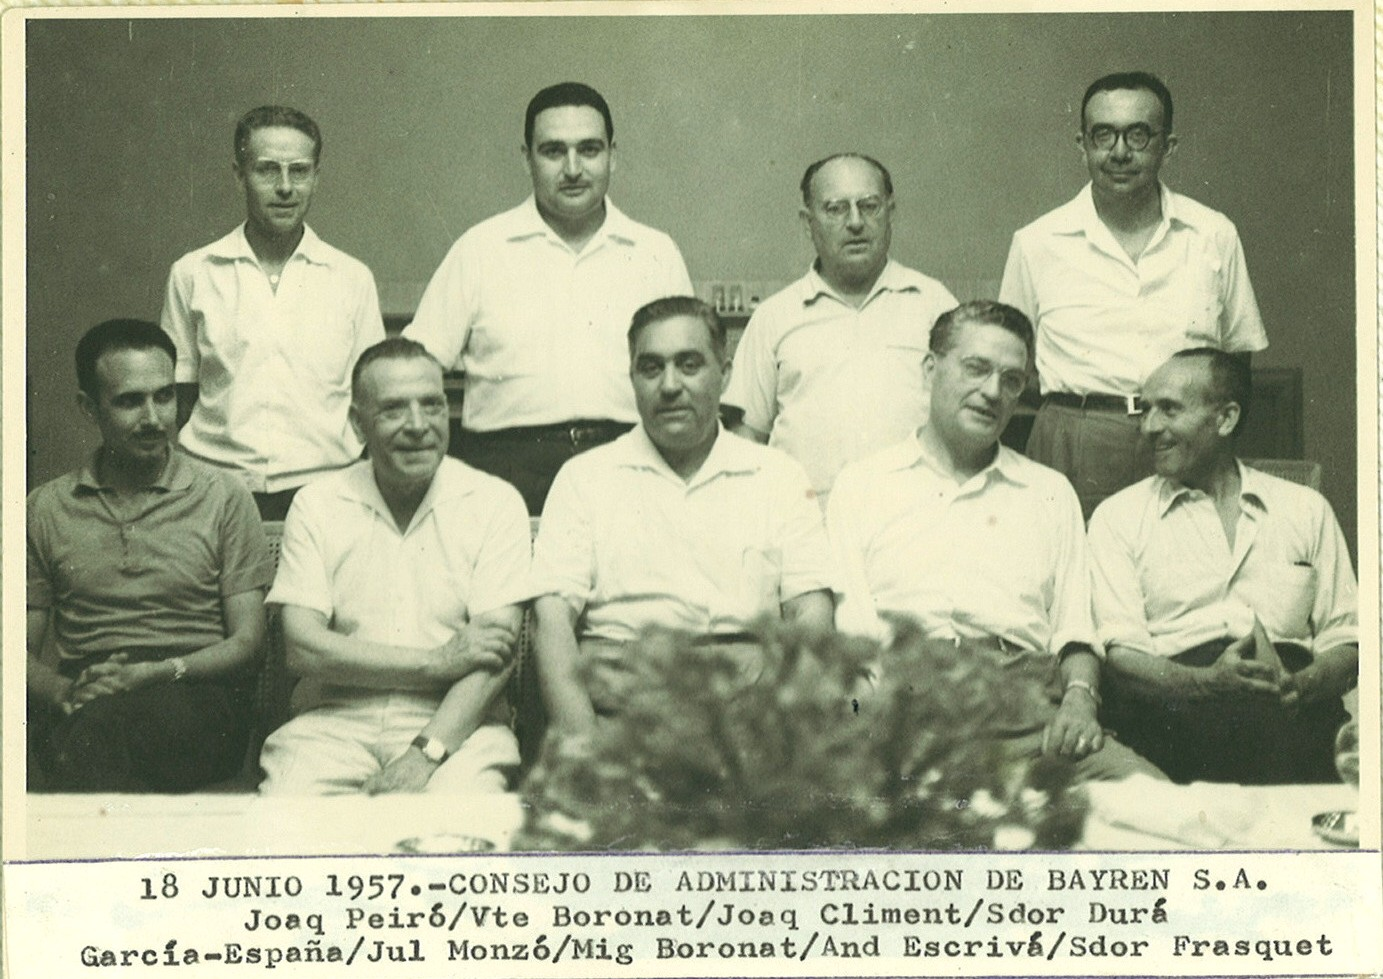 18 JUNIO 1957.-CONSEJO DE ADMINISTRACION DE BAYREN S.A.
Joaq Peiró/Vte Boronat/Joaq Climent/Sdor Durá
García-España/Jul Monzó/Mig Boronat/And Escrivá/Sdor Frasquet